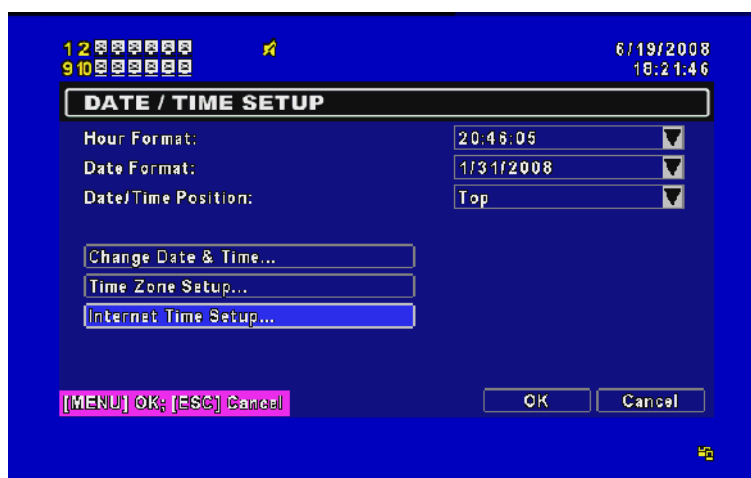 1 2
6/19/2008
9 10
18:21:46
DATE / TIME SETUP
Hour Format: 20:46:05
Date Format: 1/31/2008
Date/Time Position: Top
Change Date & Time...
Time Zone Setup...
Internet Time Setup...
[MENU] OK; [ESC] Cancel
OK
Cancel